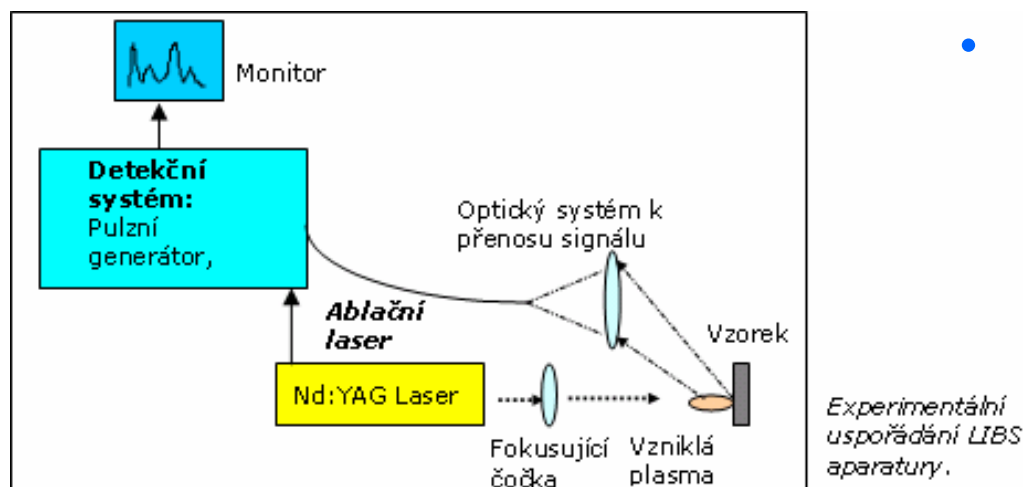 Monitor
Detekční
systém:
Pulzní
generátor,
Optický systém k
přenosu signálu
Ablační
laser
Vzorek
Nd:YAG Laser
Fokusující
čočka
Vzniklá
plasma
Experimentální
uspořádání LIBS
aparatury.